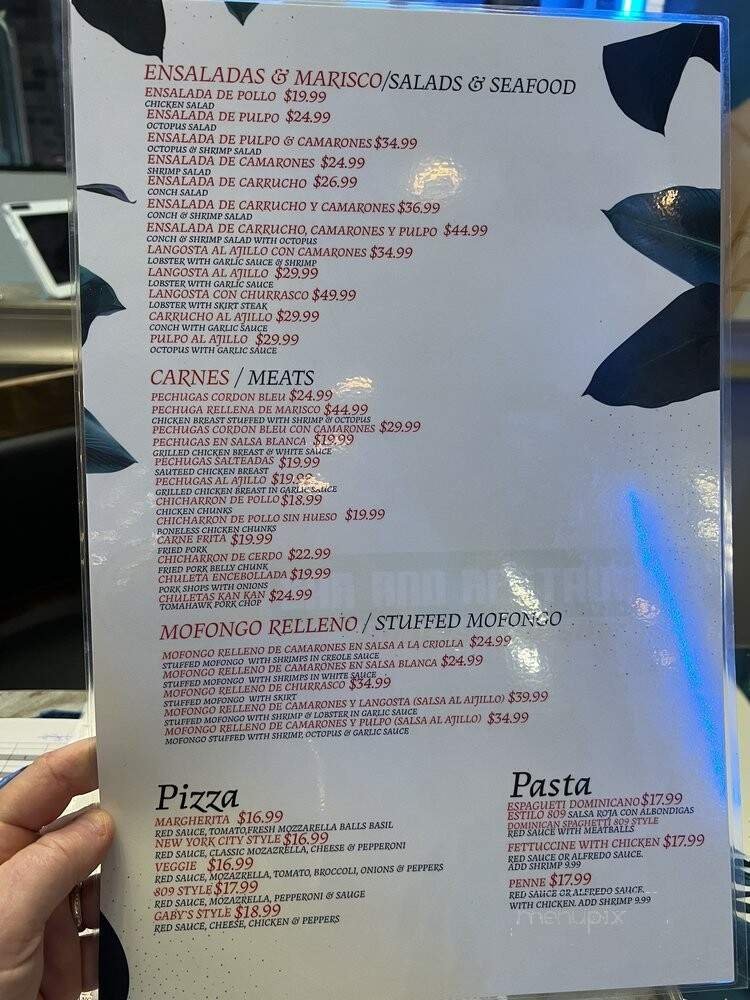 ENSALADAS & MARISCO/SALADS & SEAFOOD
ENSALADA DE POLLO $19.99
CHICKEN SALAD
ENSALADA DE PULPO $24.99
OCTOPUS SALAD
ENSALADA DE PULPO & CAMARONES $34.99
OCTOPUS & SHRIMP SALAD
ENSALADA DE CAMARONES $24.99
SHRIMP SALAD
ENSALADA DE CARRUCHO $26.99
CONCH SALAD
ENSALADA DE CARRUCHO Y CAMARONES $36.99
CONCH & SHRIMP SALAD
ENSALADA DE CARRUCHO, CAMARONES Y PULPO $44.99
CONCH & SHRIMP SALAD WITH OCTOPUS
LANGOSTA AL AJILLO CON CAMARONES $34.99
LOBSTER WITH GARLIC SAUCE & SHRIMP
LANGOSTA AL AJILLO $29.99
LOBSTER WITH GARLIC SAUCE
LANGOSTA CON CHURRASCO $49.99
LOBSTER WITH SKIRT STEAK
CARRUCHO AL AJILLO $29.99
CONCH WITH GARLIC SAUCE
PULPO AL AJILLO $29.99
OCTOPUS WITH GARLIC SAUCE
CARNES / MEATS
PECHUGAS CORDON BLEU $24.99
PECHUGA RELLENA DE MARISCO $44.99
CHICKEN BREAST STUFFED WITH SHRIMP & OCTOPUS
PECHUGAS CORDON BLEU CON CAMARONES $29.99
PECHUGAS EN SALSA BLANCA $19.99
GRILLED CHICKEN BREAST & WHITE SAUCE
PECHUGAS SALTEADAS $19.99
SAUTEED CHICKEN BREAST
PECHUGAS AL AJILLO $19.99
GRILLED CHICKEN BREAST IN GARLIC SAUCE
CHICHARRON DE POLLO $18.99
CHICKEN CHUNKS
CHICHARRON DE POLLO SIN HUESO $19.99
BONELESS CHICKEN CHUNKS
CARNE FRITA $19.99
FRIED PORK
CHICHARRON DE CERDO $22.99
FRIED PORK BELLY CHUNK
CHULETA ENCEBOLLADA $19.99
PORK SHOPS WITH ONIONS
CHULETAS KAN KAN $24.99
TOMAHAWK PORK CHOP
MOFONGO RELLENO / STUFFED MOFONGO
MOFONGO RELLENO DE CAMARONES EN SALSA A LA CRIOLLA $24.99
STUFFED MOFONGO WITH SHRIMPS IN CREOLE SAUCE
MOFONGO RELLENO DE CAMARONES EN SALSA BLANCA $24.99
STUFFED MOFONGO WITH SHRIMPS IN WHITE SAUCE
MOFONGO RELLENO DE CHURRASCO $34.99
STUFFED MOFONGO WITH SKIRT
MOFONGO RELLENO DE CAMARONES Y LANGOSTA (SALSA AL AIJILLO) $39.99
STUFFED MOFONGO WITH SHRIMP & LOBSTER IN GARLIC SAUCE
MOFONGO RELLENO DE CAMARONES Y PULPO (SALSA AL AJILLO) $34.99
MOFONGO STUFFED WITH SHRIMP, OCTOPUS & GARLIC SAUCE
Pizza
MARGHERITA $16.99
RED SAUCE, TOMATO,FRESH MOZZARELLA BALLS BASIL
NEW YORK CITY STYLE $16.99
RED SAUCE, CLASSIC MOZAZRELLA, CHEESE & PEPPERONI
VEGGIE $16.99
RED SAUCE, MOZZARELLA, TOMATO, BROCCOLI, ONIONS & PEPPERS
809 STYLE $17.99
RED SAUCE, MOZAZRELLA, PEPPERONI & SAUGE
GABY'S STYLE $18.99
RED SAUCE, CHEESE, CHICKEN & PEPPERS
Pasta
ESPAGUETI DOMINICANO $17.99
ESTILO 809 SALSA ROJA CON ALBONDIGAS
DOMINICAN SPAGHETTI 809 STYLE
RED SAUCE WITH MEATBALLS
FETTUCCINE WITH CHICKEN $17.99
RED SAUCE OR ALFREDO SAUCE.
ADD SHRIMP 9.99
PENNE $17.99
RED SAUCE OR ALFREDO SAUCE.
WITH CHICKEN. ADD SHRIMP 9.99
menupix